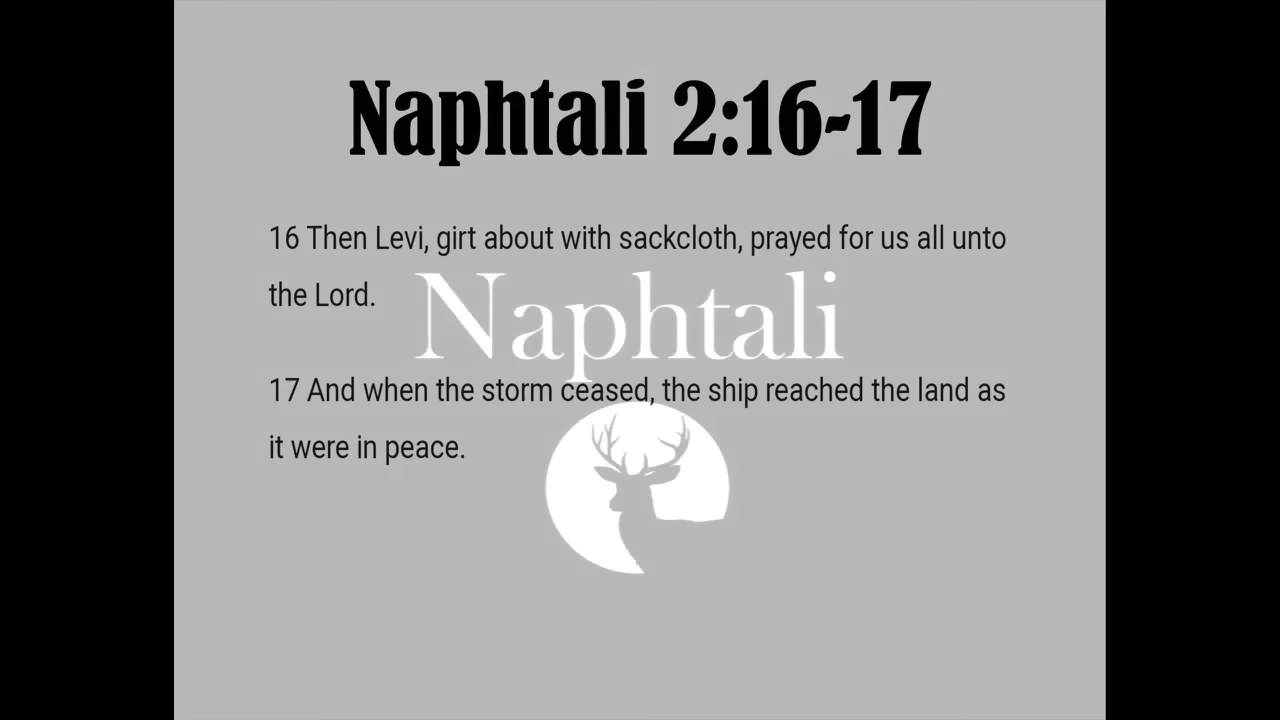 Naphtali 2:16-17
16 Then Levi, girt about with sackcloth, prayed for us all unto
the Lord.
Naphtali
17 And when the storm ceased, the ship reached the land as
it were in peace.